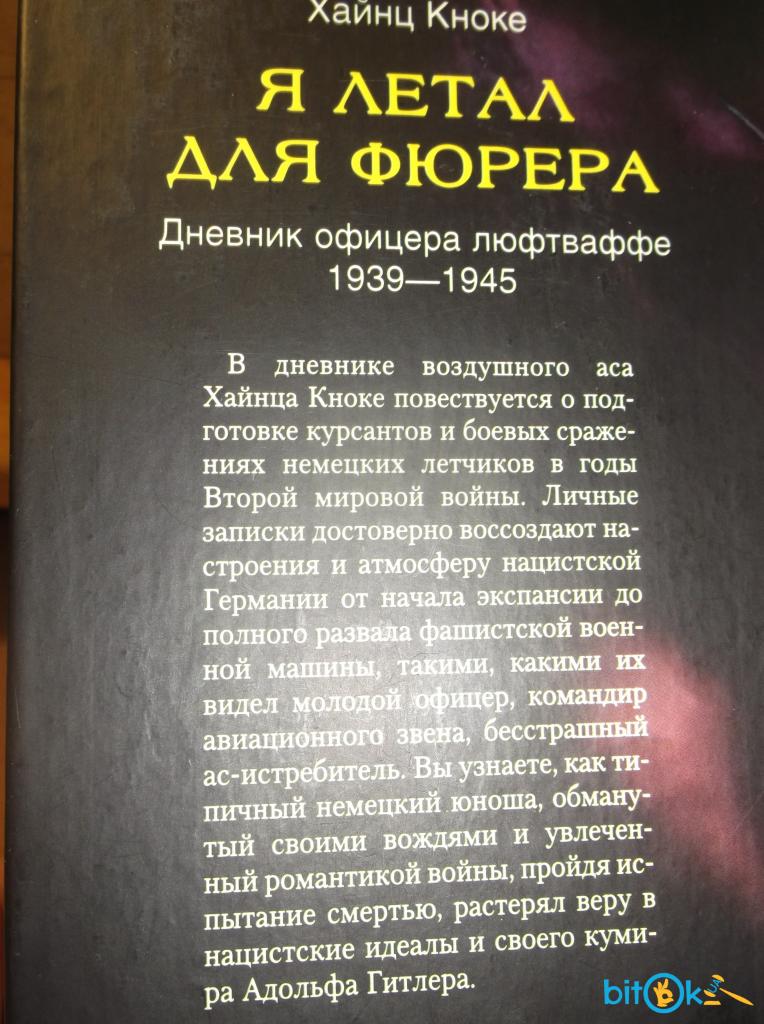 Хайнц Кноке
Я ЛЕТАЛ
ДЛЯ ФЮРЕРА
Дневник офицера люфтваффе
1939—1945
В дневнике воздушного аса
Хайнца Кноке повествуется о под-
готовке курсантов и боевых сраже-
ниях немецких летчиков в годы
Второй мировой войны. Личные
записки достоверно воссоздают на-
строения и атмосферу нацистской
Германии от начала экспансии до
полного развала фашистской воен-
ной машины, такими, какими их
видел молодой офицер, командир
авиационного звена, бесстрашный
ас-истребитель. Вы узнаете, как ти-
пичный немецкий юноша, обману-
тый своими вождями и увлечен-
ный романтикой войны, пройдя ис-
пытание смертью, растерял веру в
нацистские идеалы и своего куми-
ра Адольфа Гитлера.
bitOk UA